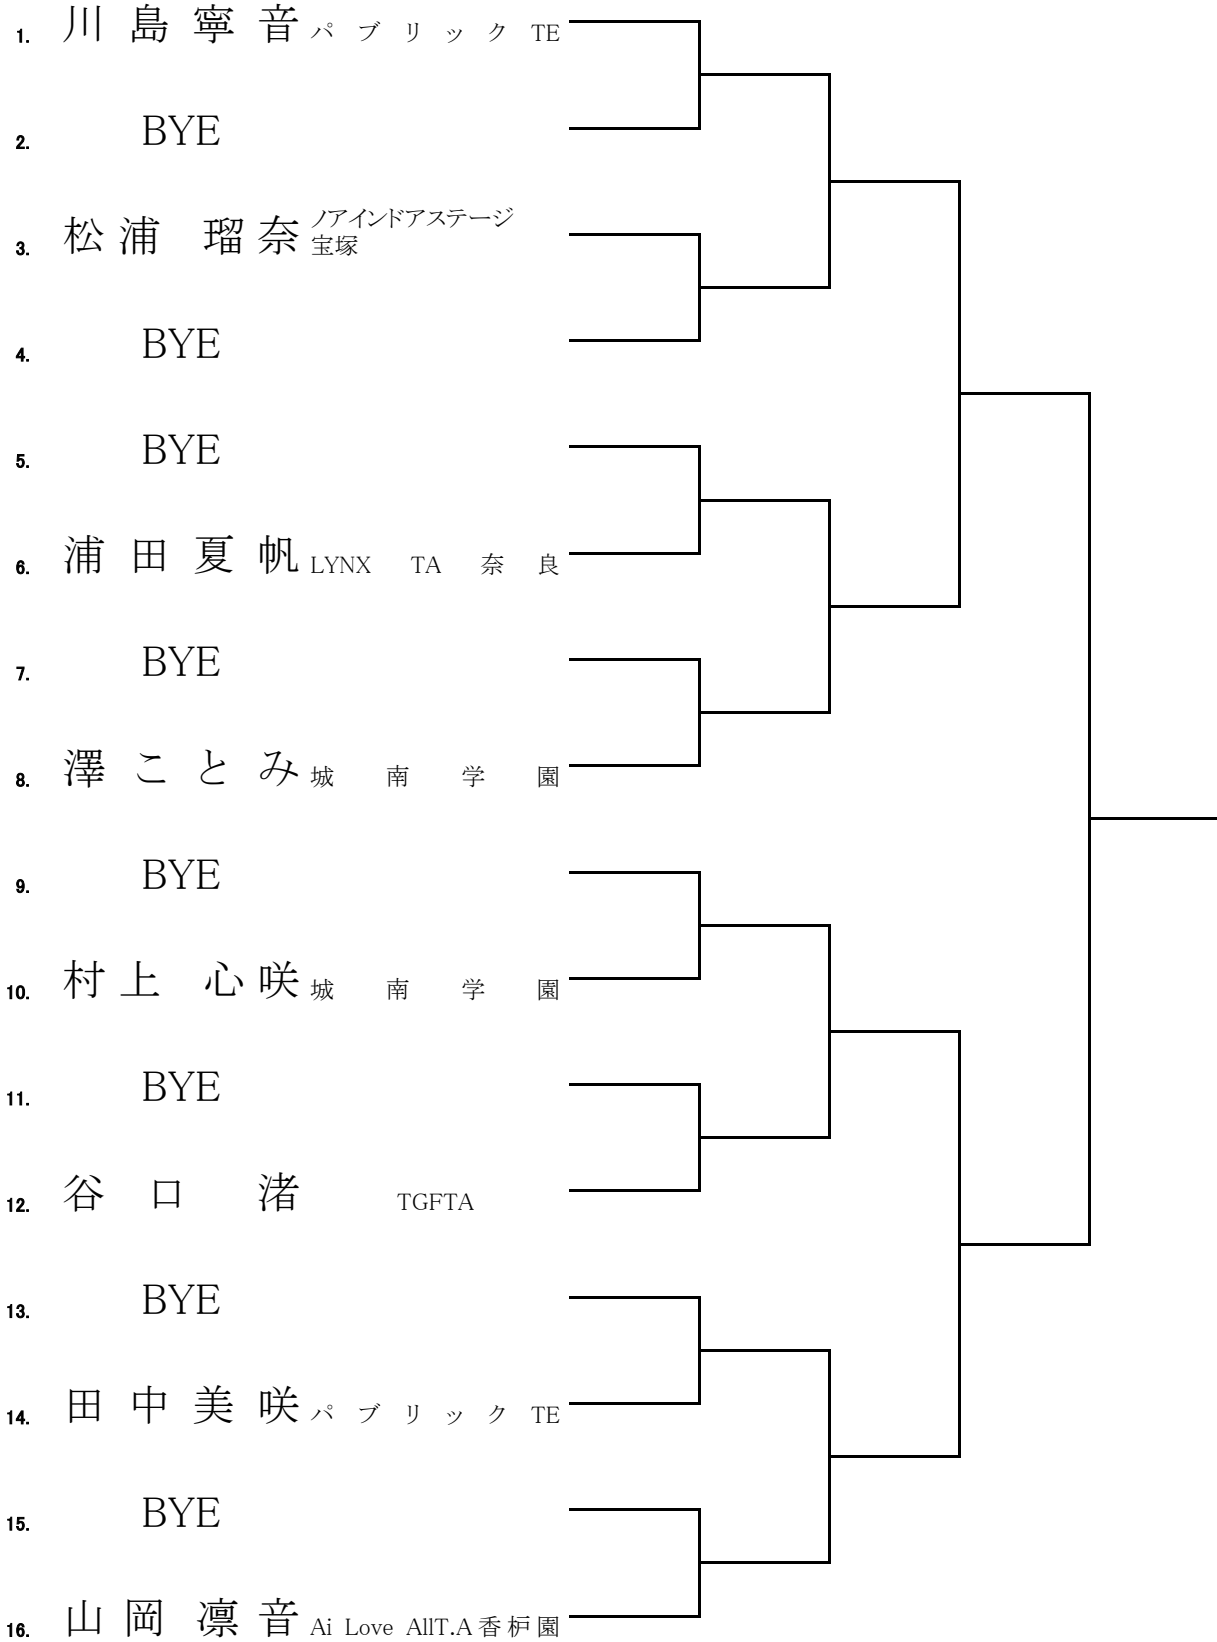 1. 川島寧音 パブリックTE
2. BYE
3. 松浦 瑠奈 ノアインドアステージ
宝塚
4. BYE
5. BYE
6. 浦田夏帆 LYNX TA 奈良
7. BYE
8. 澤ことみ 城南学園
9. BYE
10. 村上 心咲 城南学園
11. BYE
12. 谷口 渚 TGFTA
13. BYE
14. 田中美咲 パブリックTE
15. BYE
16. 山岡 凛音 Ai Love AllT.A香枦園